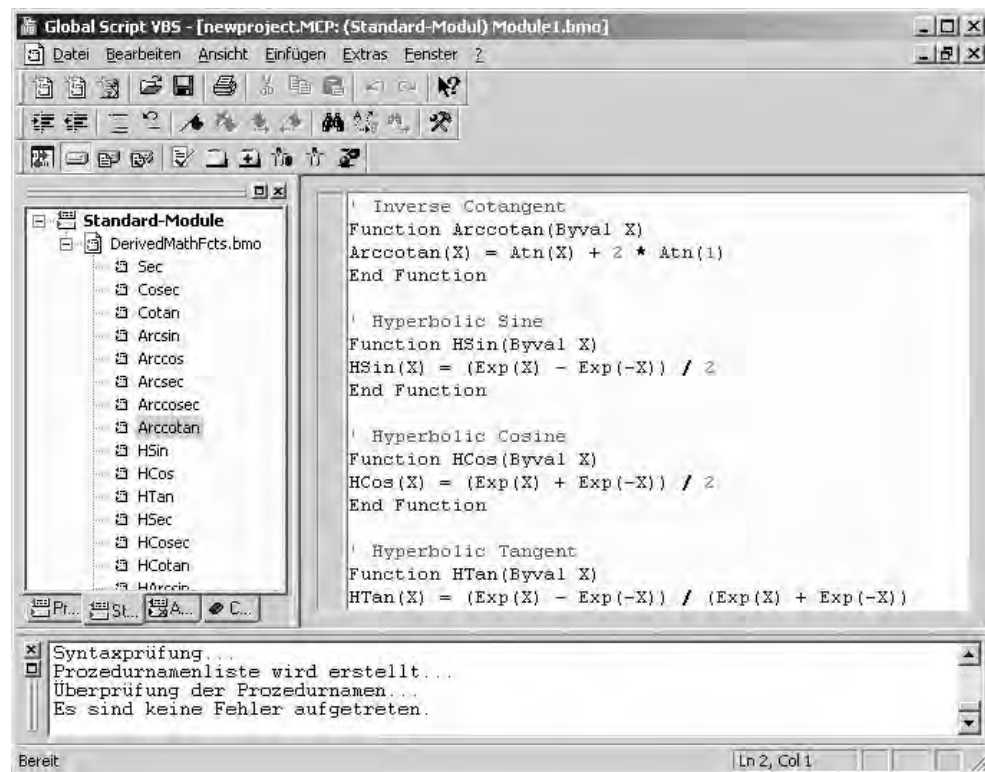 Global Script VBS - [newproject.MCP: (Standard-Modul) Module1.bmo]
Datei Bearbeiten Ansicht Einfügen Extras Fenster ?
Standard-Module
DerivedMathFcts.bmo
Sec
Cosec
Cotan
Arcsin
Arccos
Arcsec
Arccosec
Arccotan
HSin
HCos
HTan
HSec
HCosec
HCotan
HArcsin
Pr... St... A... C...
' Inverse Cotangent
Function Arccotan(Byval X)
Arccotan(X) = Atn(X) + 2 * Atn(1)
End Function
' Hyperbolic Sine
Function HSin(Byval X)
HSin(X) = (Exp(X) - Exp(-X)) / 2
End Function
' Hyperbolic Cosine
Function HCos(Byval X)
HCos(X) = (Exp(X) + Exp(-X)) / 2
End Function
' Hyperbolic Tangent
Function HTan(Byval X)
HTan(X) = (Exp(X) - Exp(-X)) / (Exp(X) + Exp(-X))
Syntaxprüfung...
Prozedurnamenliste wird erstellt...
Überprüfung der Prozedurnamen...
Es sind keine Fehler aufgetreten.
Bereit
Ln 2, Col 1